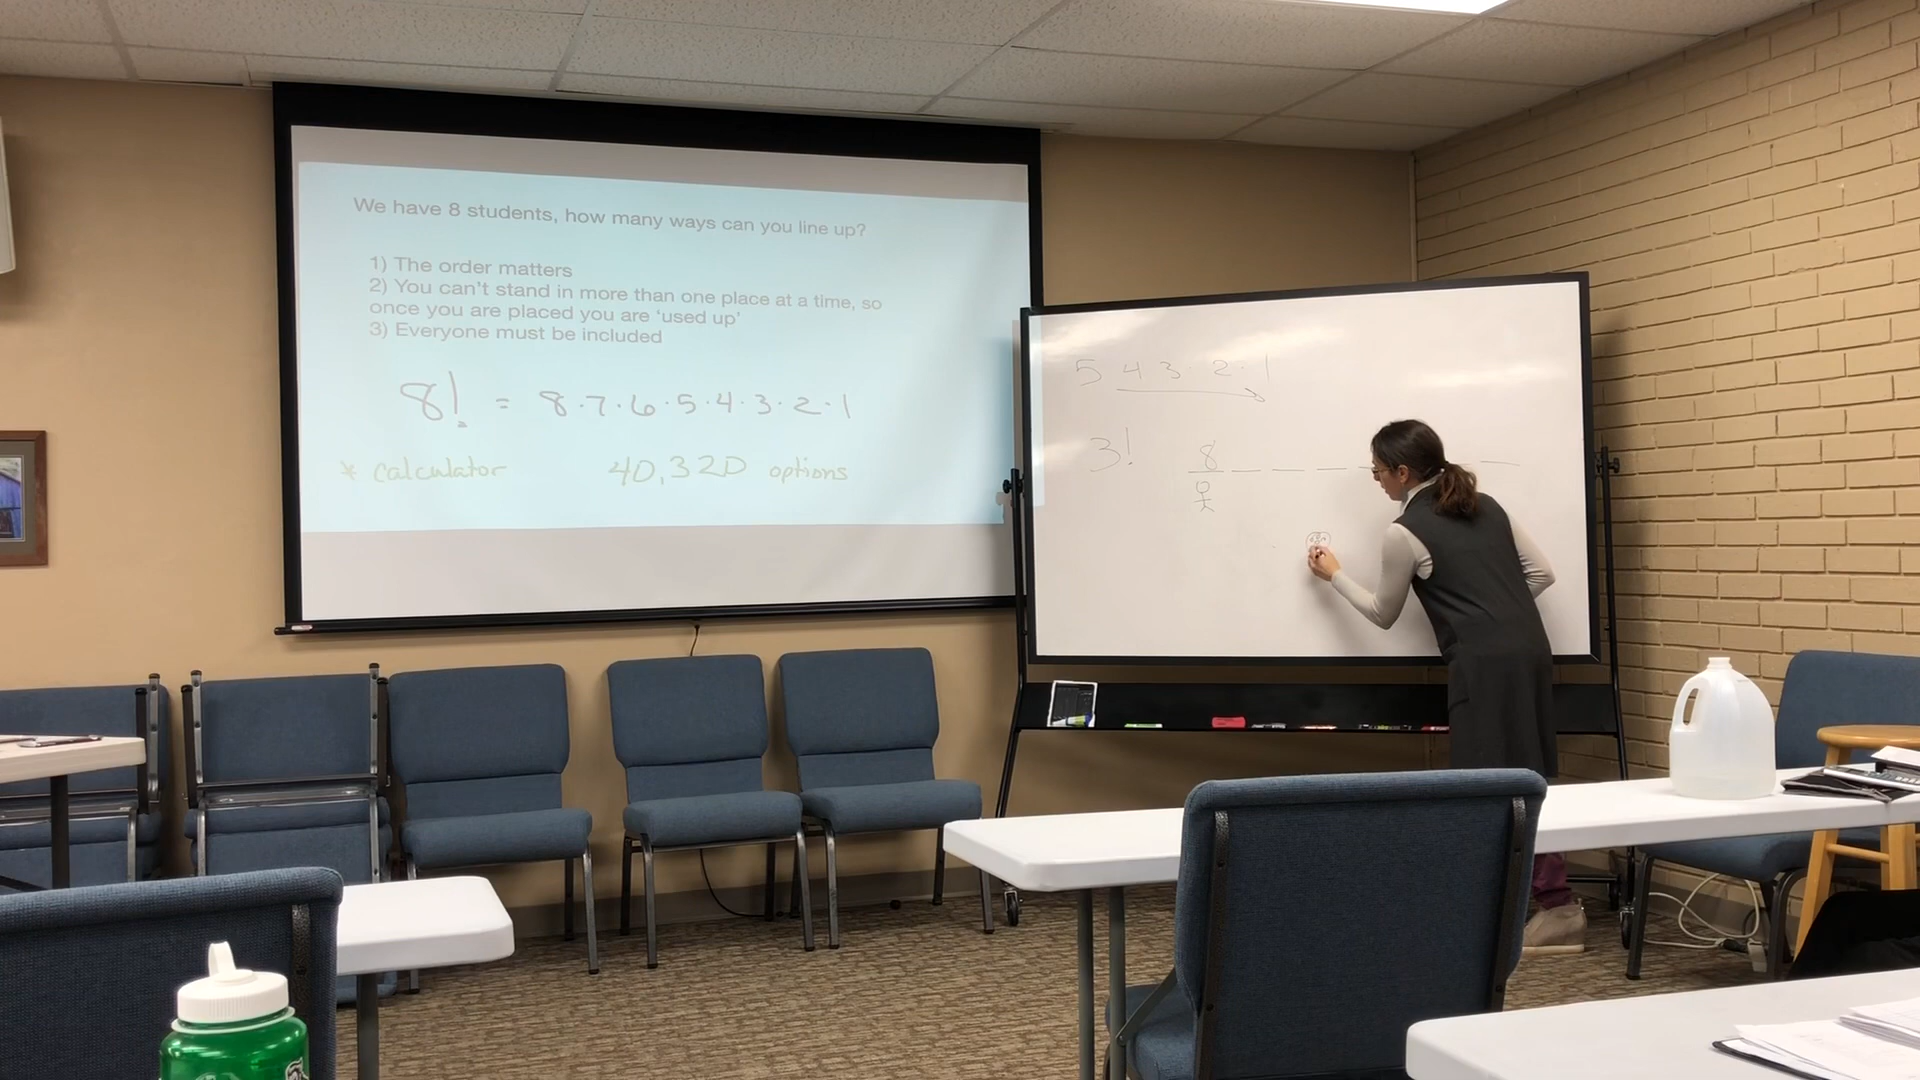 We have 8 students, how many ways can you line up?
1) The order matters
2) You can't stand in more than one place at a time, so
once you are placed you are 'used up'
3) Everyone must be included
8! = 8·7·6·5·4·3·2·1
* calculator 40,320 options
5 4 3 · 2 · 1
3! 8